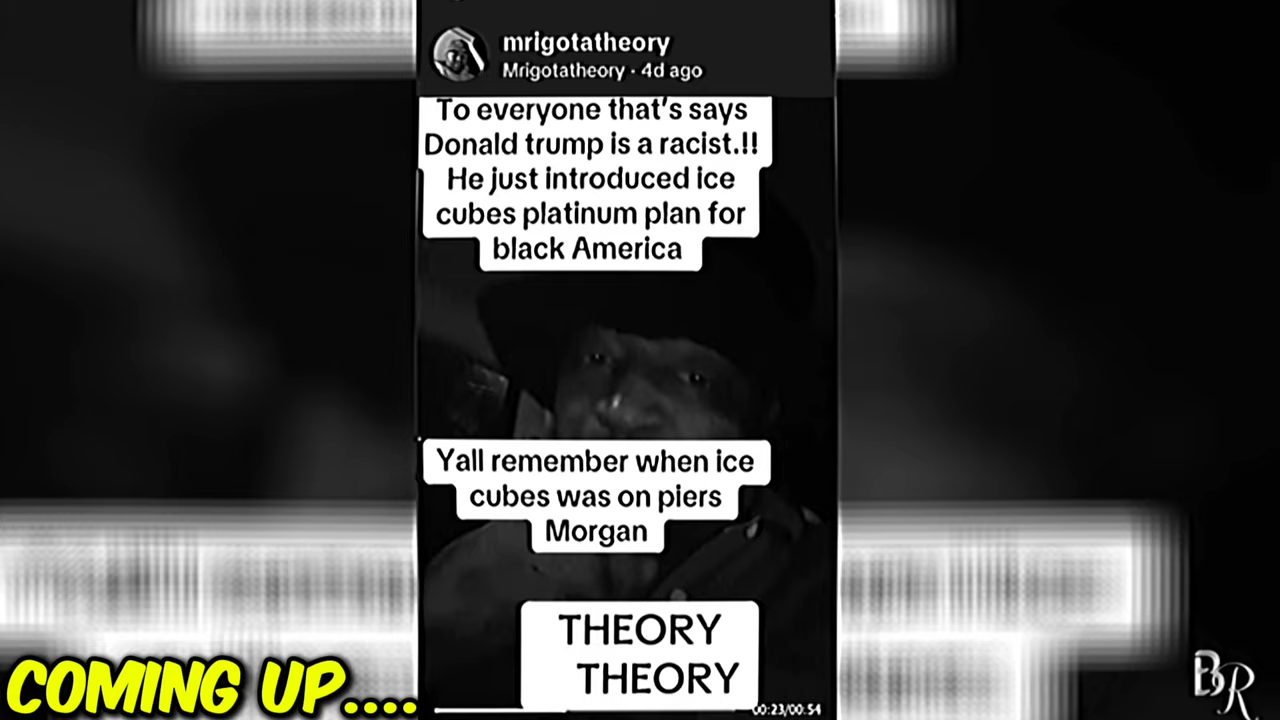 mrigotatheory
Mrigotatheory · 4d ago
To everyone that's says
Donald trump is a racist.!!
He just introduced ice
cubes platinum plan for
black America
Yall remember when ice
cubes was on piers
Morgan
THEORY
THEORY
00:23/00:54
COMING UP....
BR